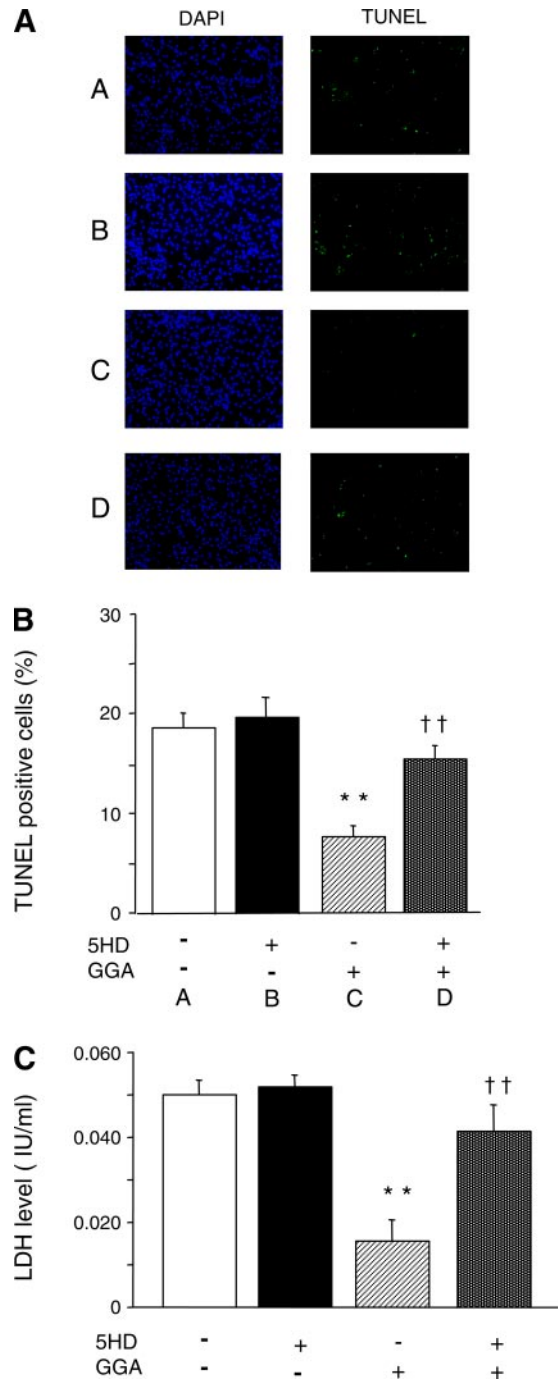 A
DAPI TUNEL
A
B
C
D
B
TUNEL positive cells (%)
30
20
10
0
5HD - + - +
GGA - - + +
A B C D
C
LDH level ( IU/ml)
0.060
0.040
0.020
0
* *
† †
* *
† †
5HD - + - +
GGA - - + +